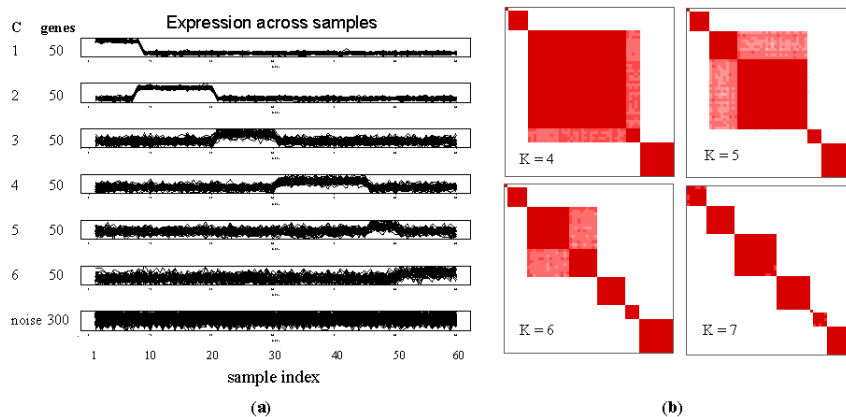 C genes Expression across samples
1 50
2 50
3 50
4 50
5 50
6 50
noise 300
1 10 20 30 40 50 60
sample index
(a)
K = 4
K = 5
K = 6
K = 7
(b)